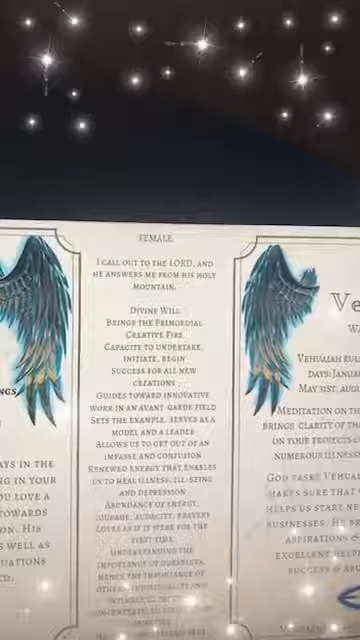 FEMALE
I CALL OUT TO THE LORD, AND
HE ANSWERS ME FROM HIS HOLY
MOUNTAIN.
DIVINE WILL
BRINGS THE PRIMORDIAL
CREATIVE FIRE
CAPACITY TO UNDERTAKE,
INITIATE, BEGIN
SUCCESS FOR ALL NEW
CREATIONS
GUIDES TOWARD INNOVATIVE
WORK IN AN AVANT-GARDE FIELD
SETS THE EXAMPLE, SERVES AS A
MODEL AND A LEADER
ALLOWS US TO GET OUT OF AN
IMPASSE AND CONFUSION
RENEWED ENERGY THAT ENABLES
US TO HEAL ILLNESS, ILL-BEING
AND DEPRESSION
ABUNDANCE OF ENERGY,
COURAGE, AUDACITY, BRAVERY
LOVES AS IF IT WERE FOR THE
FIRST TIME
UNDERSTANDING THE
IMPORTANCE OF OURSELVES,
HENCE THE IMPORTANCE OF
NGS
AYS IN THE
NG IN YOUR
OU LOVE A
TOWARDS
ON. HIS
S WELL AS
UATIONS
D.
Ve
WA
VEHUAIAH RUL
DAYS: JANUA
MAY 31ST, AUGU
MEDITATION ON TH
BRINGS CLARITY OF TH
ON YOUR PROJECTS O
NUMEROUS ILLNESS
GOD TASKS VEHUAI
MAKES SURE THAT
HELPS US START NE
BUSINESSES. HE BR
ASPIRATIONS &
EXCELLENT HELPE
SUCCESS & ABU